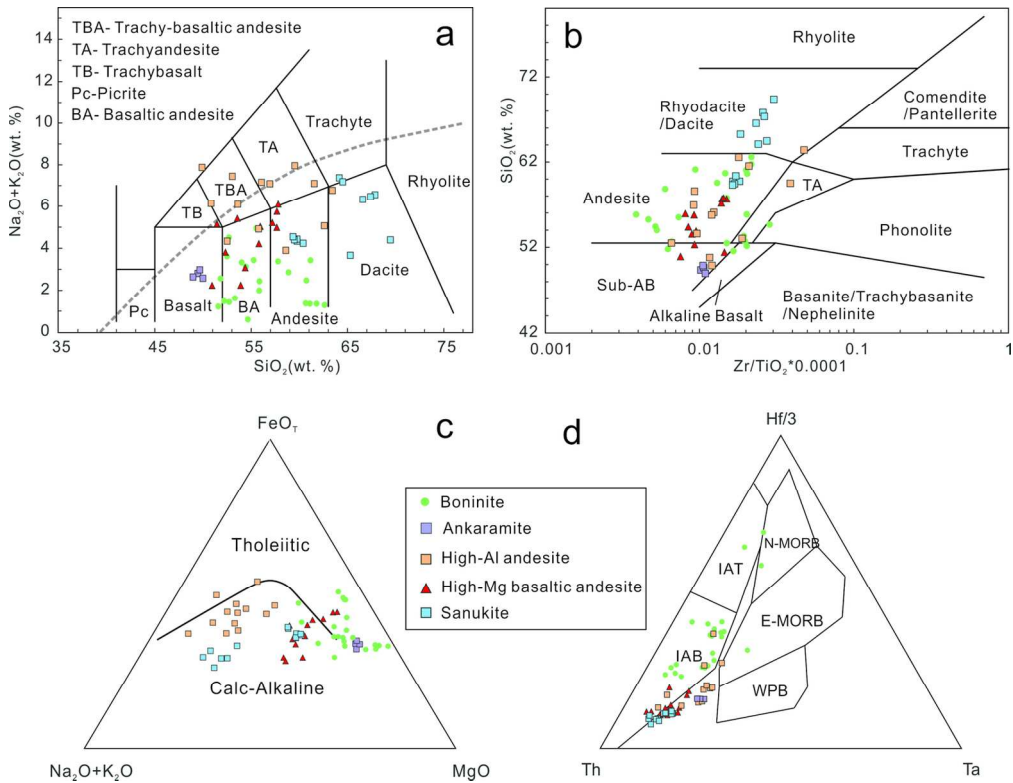 a
TBA- Trachy-basaltic andesite
TA- Trachyandesite
TB- Trachybasalt
Pc-Picrite
BA- Basaltic andesite
14
12
10
8
6
4
2
0
Na2O+K2O(wt. %)
35
45
55
65
75
SiO2(wt. %)
TA
Trachyte
TBA
TB
Rhyolite
Pc
Basalt
BA
Andesite
Dacite
b
72
62
52
42
SiO2(wt. %)
0.001
0.01
0.1
1
Zr/TiO2*0.0001
Rhyolite
Rhyodacite
/Dacite
Comendite
/Pantellerite
Trachyte
TA
Andesite
Phonolite
Sub-AB
Alkaline Basalt
Basanite/Trachybasanite
/Nephelinite
c
FeOT
Tholeiitic
Calc-Alkaline
Na2O+K2O
MgO
Boninite
Ankaramite
High-Al andesite
High-Mg basaltic andesite
Sanukite
d
Hf/3
N-MORB
IAT
E-MORB
IAB
WPB
Th
Ta